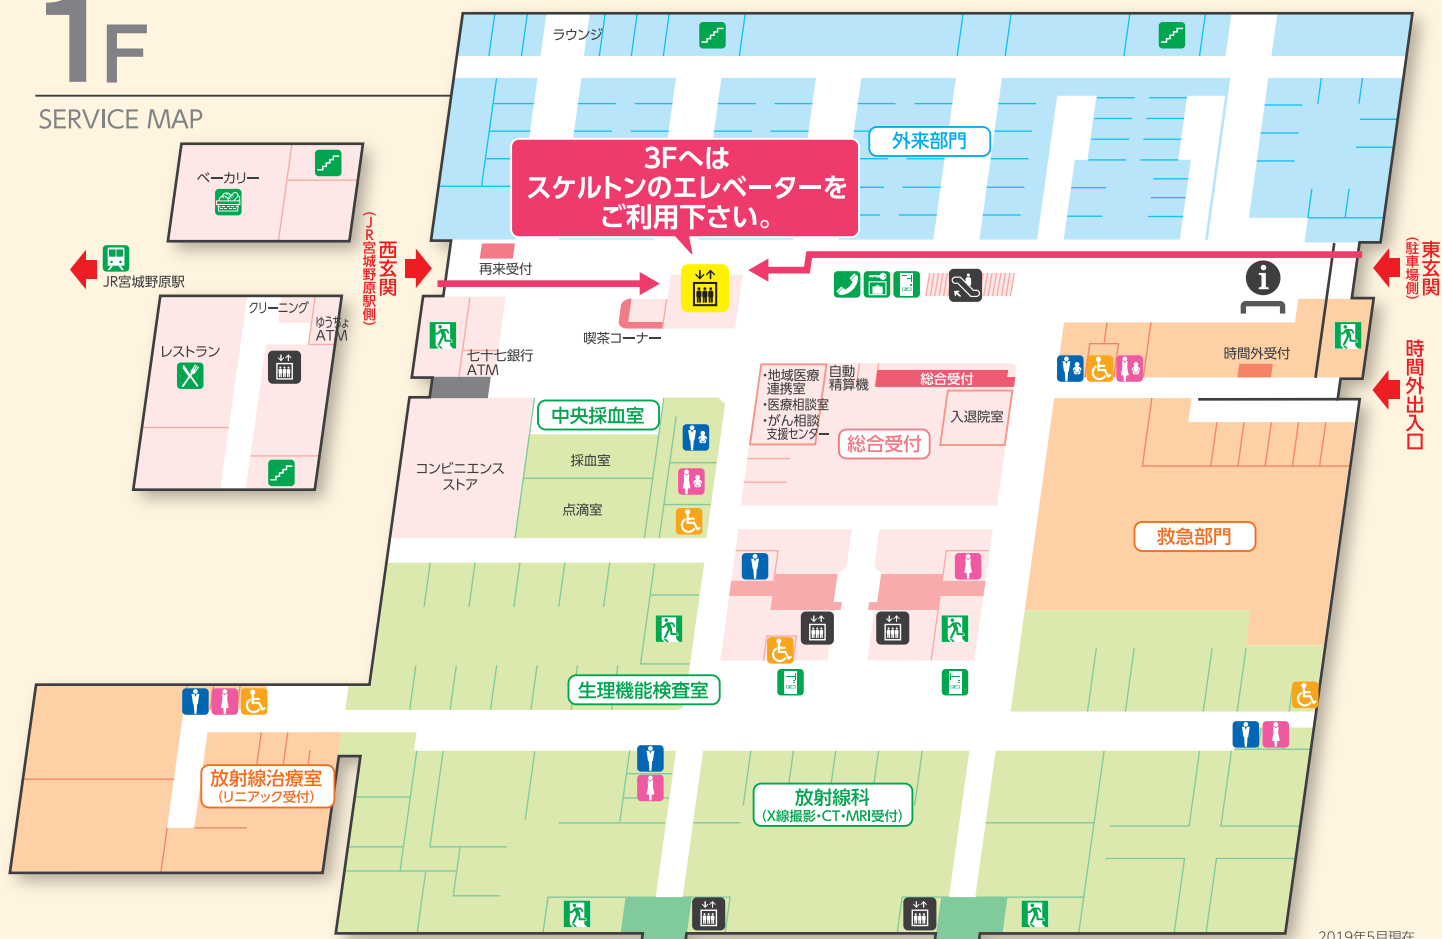 1F
SERVICE MAP
ラウンジ
外来部門
3Fへは
スケルトンのエレベーターを
ご利用下さい。
ベーカリー
JR宮城野原駅
西玄関
(JR宮城野原駅側)
再来受付
東玄関
(駐車場側)
クリーニング
ゆうちょ
ATM
レストラン
喫茶コーナー
七十七銀行
ATM
時間外受付
時間外出入口
・地域医療
連携室
・医療相談室
・がん相談
支援センター
自動
精算機
総合受付
入退院室
総合受付
中央採血室
採血室
点滴室
コンビニエンス
ストア
救急部門
生理機能検査室
放射線治療室
(リニアック受付)
放射線科
(X線撮影・CT・MRI受付)
2019年5月現在